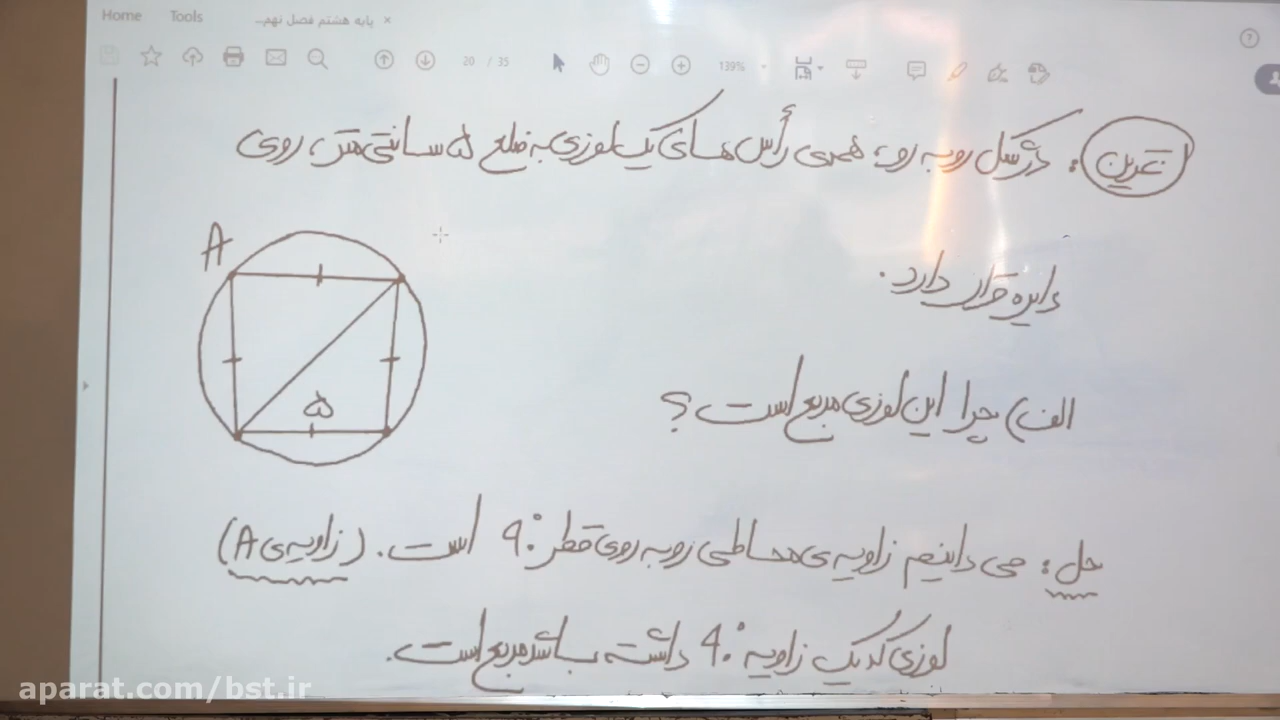 Home Tools پایه هشتم فصل نهم... ×
20 / 35 139%
تمرین : در شکل روبه رو، همه‌ی رأس های یک لوزی به ضلع ۵ سانتی متر، روی
دایره قرار دارد.
A
۵
الف) چرا این لوزی مربع است ؟
حل : می دانیم زاویه ی محاطی روبه روی قطر ۹۰° است. (زاویه ی A)
لوزی که یک زاویه ۹۰° داشته باشد مربع است.
aparat.com/bst.ir